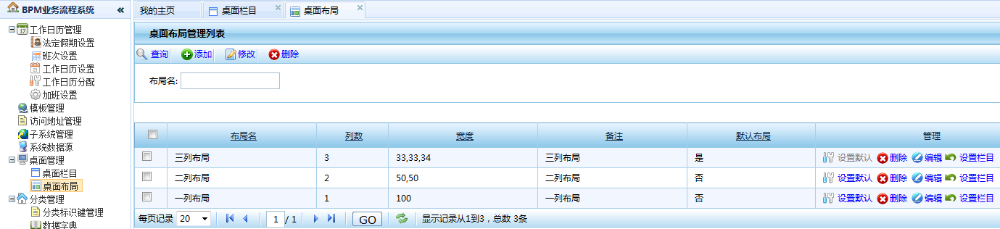 BPM业务流程系统
工作日历管理
17
法定假期设置
班次设置
工作日历设置
21
工作日历分配
加班设置
模板管理
访问地址管理
子系统管理
系统数据源
桌面管理
桌面栏目
桌面布局
分类管理
分类标识键管理
数据字典
我的主页 桌面栏目 桌面布局
桌面布局管理列表
查询 添加 修改 删除
布局名:
布局名 列数 宽度 备注 默认布局 管理
三列布局 3 33,33,34 三列布局 是 设置默认 删除 编辑 设置栏目
二列布局 2 50,50 二列布局 否 设置默认 删除 编辑 设置栏目
一列布局 1 100 一列布局 否 设置默认 删除 编辑 设置栏目
每页记录 20 1 / 1 GO 显示记录从1到3，总数 3条